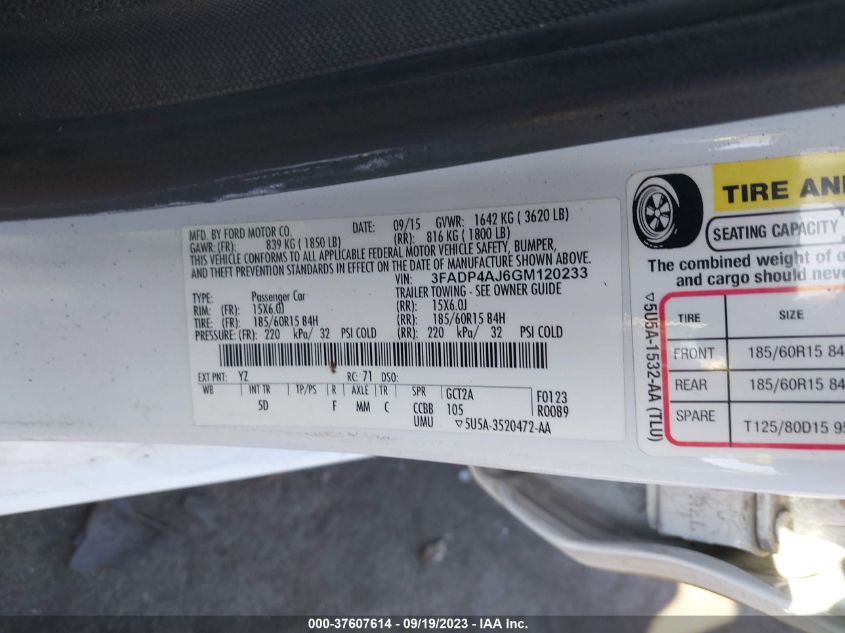 MFD. BY FORD MOTOR CO.
DATE: 09/15 GVWR: 1642 KG ( 3620 LB)
GAWR: (FR): 839 KG ( 1850 LB) (RR): 816 KG ( 1800 LB)
THIS VEHICLE CONFORMS TO ALL APPLICABLE FEDERAL MOTOR VEHICLE SAFETY, BUMPER,
AND THEFT PREVENTION STANDARDS IN EFFECT ON THE DATE OF MANUFACTURE SHOWN ABOVE.
VIN: 3FADP4AJ6GM120233
TYPE: Passenger Car TRAILER TOWING - SEE OWNER GUIDE
RIM: (FR): 15X6.0J (RR): 15X6.0J
TIRE: (FR): 185/60R15 84H (RR): 185/60R15 84H
PRESSURE: (FR): 220 kPa/ 32 PSI COLD (RR): 220 kPa/ 32 PSI COLD
EXT PNT: YZ RC: 71 DSO:
WB INT TR TP/PS R AXLE TR SPR GCT2A F0123
5D F MM C CCBB 105 R0089
UMU ▽5U5A-3520472-AA
TIRE AN
SEATING CAPACITY
The combined weight of o
and cargo should neve
▽5U5A-1532-AA (TLU)
TIRE SIZE
FRONT 185/60R15 84
REAR 185/60R15 84
SPARE T125/80D15 95
000-37607614 - 09/19/2023 - IAA Inc.